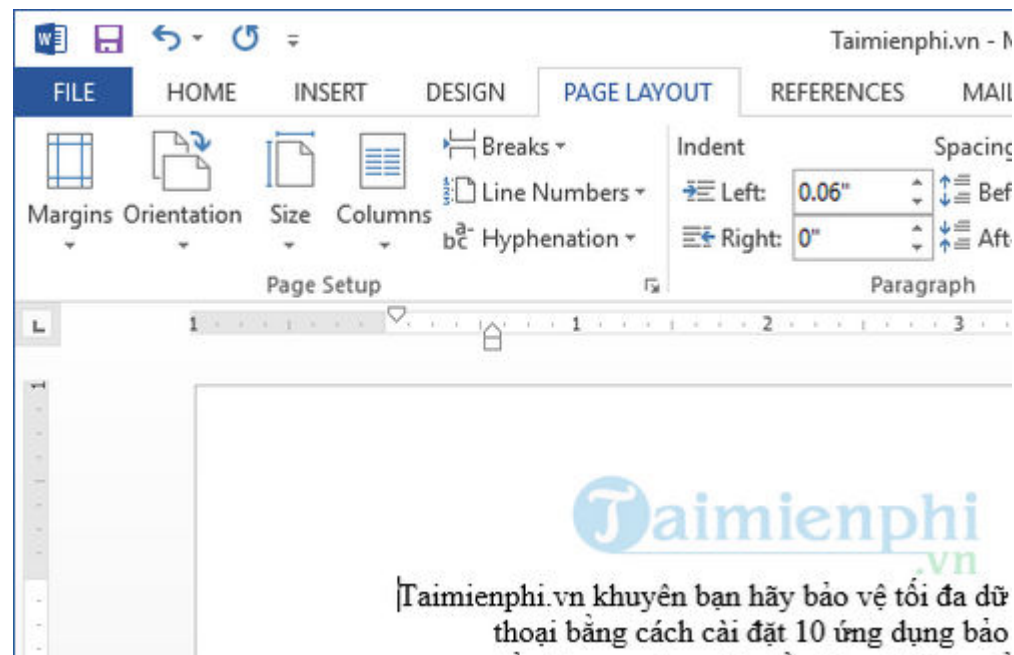 Taimienphi.vn - M
FILE HOME INSERT DESIGN PAGE LAYOUT REFERENCES MAIL
Breaks Indent Spacing
Line Numbers Left: 0.06" Bef
Margins Orientation Size Columns
Hyphenation Right: 0" Aft
Page Setup Paragraph
1 1 2 3
1
Taimienphi
.vn
Taimienphi.vn khuyên bạn hãy bảo vệ tối đa dữ
thoại bằng cách cài đặt 10 ứng dụng bảo